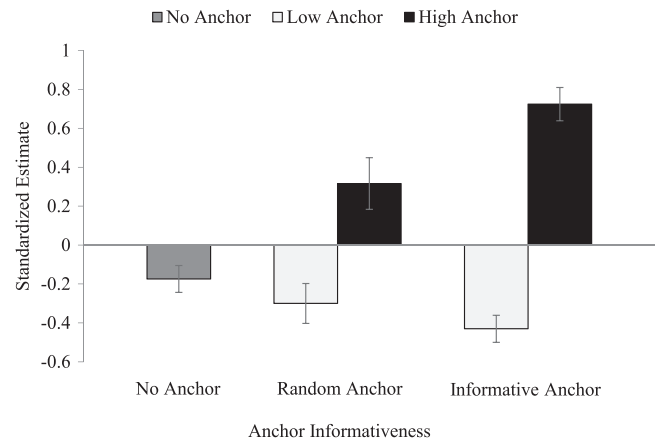 No Anchor Low Anchor High Anchor
1
0.8
0.6
0.4
0.2
0
-0.2
-0.4
-0.6
Standardized Estimate
No Anchor Random Anchor Informative Anchor
Anchor Informativeness